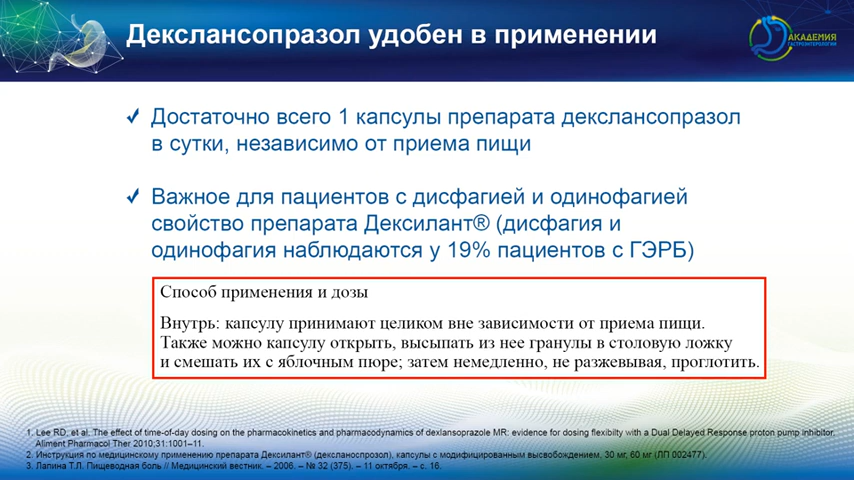 Декслансопразол удобен в применении
АКАДЕМИЯ
ГАСТРОЭНТЕРОЛОГИИ
✓ Достаточно всего 1 капсулы препарата декслансопразол
в сутки, независимо от приема пищи
✓ Важное для пациентов с дисфагией и одинофагией
свойство препарата Дексилант® (дисфагия и
одинофагия наблюдаются у 19% пациентов с ГЭРБ)
Способ применения и дозы
Внутрь: капсулу принимают целиком вне зависимости от приема пищи.
Также можно капсулу открыть, высыпать из нее гранулы в столовую ложку
и смешать их с яблочным пюре; затем немедленно, не разжевывая, проглотить.
1. Lee RD, et al. The effect of time-of-day dosing on the pharmacokinetics and pharmacodynamics of dexlansoprazole MR: evidence for dosing flexibilty with a Dual Delayed Response proton pump inhibitor.
Aliment Pharmacol Ther 2010;31:1001–11.
2. Инструкция по медицинскому применению препарата Дексилант® (декслансопрозол), капсулы с модифицированным высвобождением, 30 мг, 60 мг (ЛП 002477).
3. Лапина Т.Л. Пищеводная боль // Медицинский вестник. – 2006. – № 32 (375). – 11 октября. – с. 16.